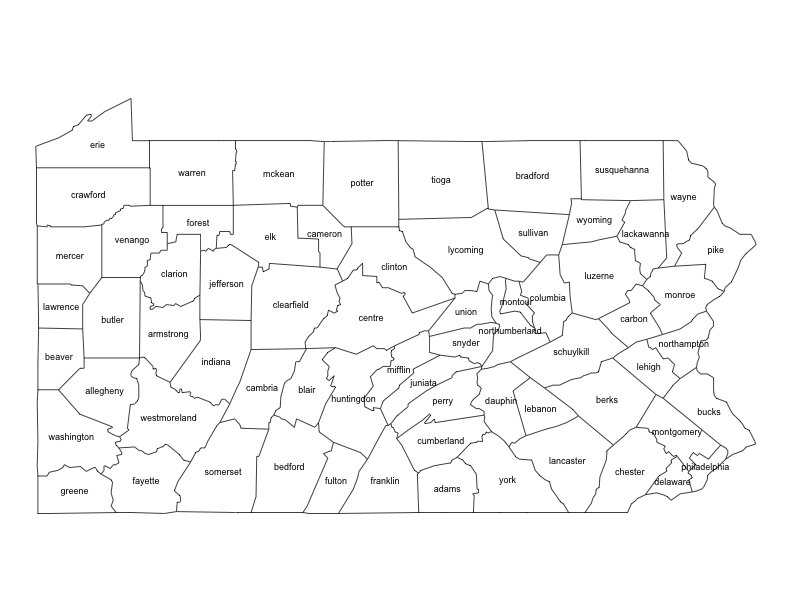 erie
warren
mckean
potter
tioga
bradford
susquehanna
crawford
wayne
forest
venango
elk
cameron
sullivan
wyoming
lackawanna
mercer
lycoming
pike
clarion
jefferson
clinton
luzerne
monroe
lawrence
butler
clearfield
centre
union
montour
columbia
carbon
armstrong
northumberland
snyder
schuylkill
northampton
beaver
indiana
mifflin
lehigh
allegheny
cambria
blair
huntingdon
juniata
perry
dauphin
lebanon
berks
bucks
westmoreland
washington
cumberland
montgomery
greene
fayette
somerset
bedford
fulton
franklin
adams
york
lancaster
chester
delaware
philadelphia